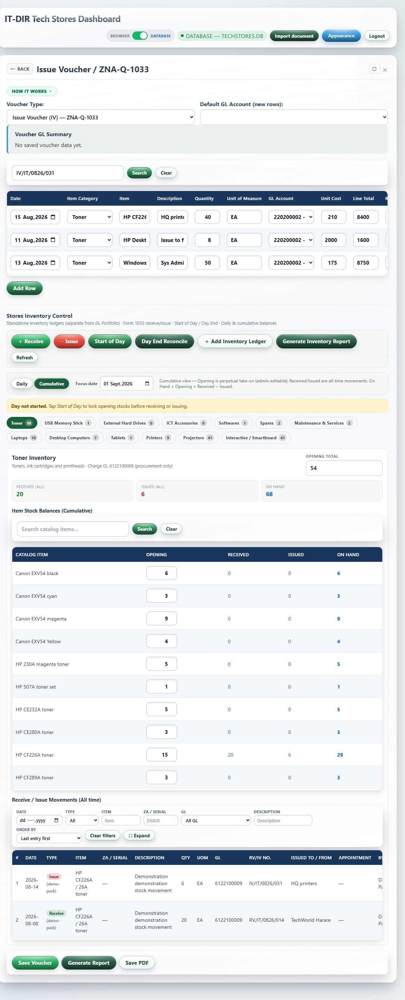 IT-DIR Tech Stores Dashboard
BROWSER DATABASE DATABASE — TECHSTORES.DB Import document Appearance Logout
← BACK Issue Voucher / ZNA-Q-1033 ×
HOW IT WORKS
Voucher Type: Default GL Account (new rows):
Issue Voucher (IV) — ZNA-Q-1033
Voucher GL Summary
No saved voucher data yet.
IV/IT/0826/031 Search Clear
Date Item Category Item Description Quantity Unit of Measure GL Account Unit Cost Line Total
15 Aug,2026 Toner HP CF226 HQ printe 40 EA 220200002 - 210 8400
11 Aug,2026 Toner HP Deskt Issue to f 8 EA 220200002 - 2000 1600
13 Aug,2026 Toner Windows Sys Admi 50 EA 220200002 - 175 8750
Add Row
Stores Inventory Control
Standalone inventory ledgers (separate from GL Portfolio) · Form 1033 receive/issue · Start of Day / Day End · Daily & cumulative balances
+ Receive − Issue Start of Day Day End Reconcile + Add Inventory Ledger Generate Inventory Report
Refresh
Daily Cumulative Focus date 01 Sept,2026 Cumulative view — Opening is perpetual take-on (admin-editable); Received/Issued are all-time movements. On
Hand = Opening + Received − Issued.
Day not started. Tap Start of Day to lock opening stocks before receiving or issuing.
Toner 10 USB Memory Stick 1 External Hard Drives 0 ICT Accessories 0 Softwares 1 Spares 2 Maintenance & Services 2
Laptops 10 Desktop Computers 7 Tablets 1 Printers 9 Projectors 41 Interactive / Smartboard 41
Toner Inventory OPENING TOTAL
Toners, ink cartridges and printheads · Charge GL 6122100009 (procurement only) 54
RECEIVED (ALL) ISSUED (ALL) ON HAND
20 6 68
Item Stock Balances (Cumulative)
Search catalog items... Search Clear
CATALOG ITEM OPENING RECEIVED ISSUED ON HAND
Canon EXV54 black 6 0 0 6
Canon EXV54 cyan 3 0 0 3
Canon EXV54 magenta 9 0 0 9
Canon EXV54 Yellow 4 0 0 4
HP 230A magenta toner 5 0 0 5
HP 507A toner set 1 0 0 1
HP CE232A toner 5 0 0 5
HP CE280A toner 3 0 0 3
HP CF226A toner 15 20 6 29
HP CF289A toner 3 0 0 3
Receive / Issue Movements (All time)
DATE TYPE ITEM ZA / SERIAL GL DESCRIPTION
dd ----,yyyy All Item ZA820 All GL Description
ORDER BY
Last entry first Clear filters Expand
# DATE TYPE ITEM ZA / SERIAL DESCRIPTION QTY UOM GL RV/IV NO. ISSUED TO / FROM APPOINTMENT
1 2026-08-14 Issue (demo-pack) HP CF226A / 26A toner — Demonstration demonstration stock movement 6 EA 6122100009 IV/IT/0826/031 HQ printers —
2 2026-08-08 Receive (demo-pack) HP CF226A / 26A toner — Demonstration demonstration stock movement 20 EA 6122100009 RV/IT/0826/014 TechWorld Harare —
Save Voucher Generate Report Save PDF